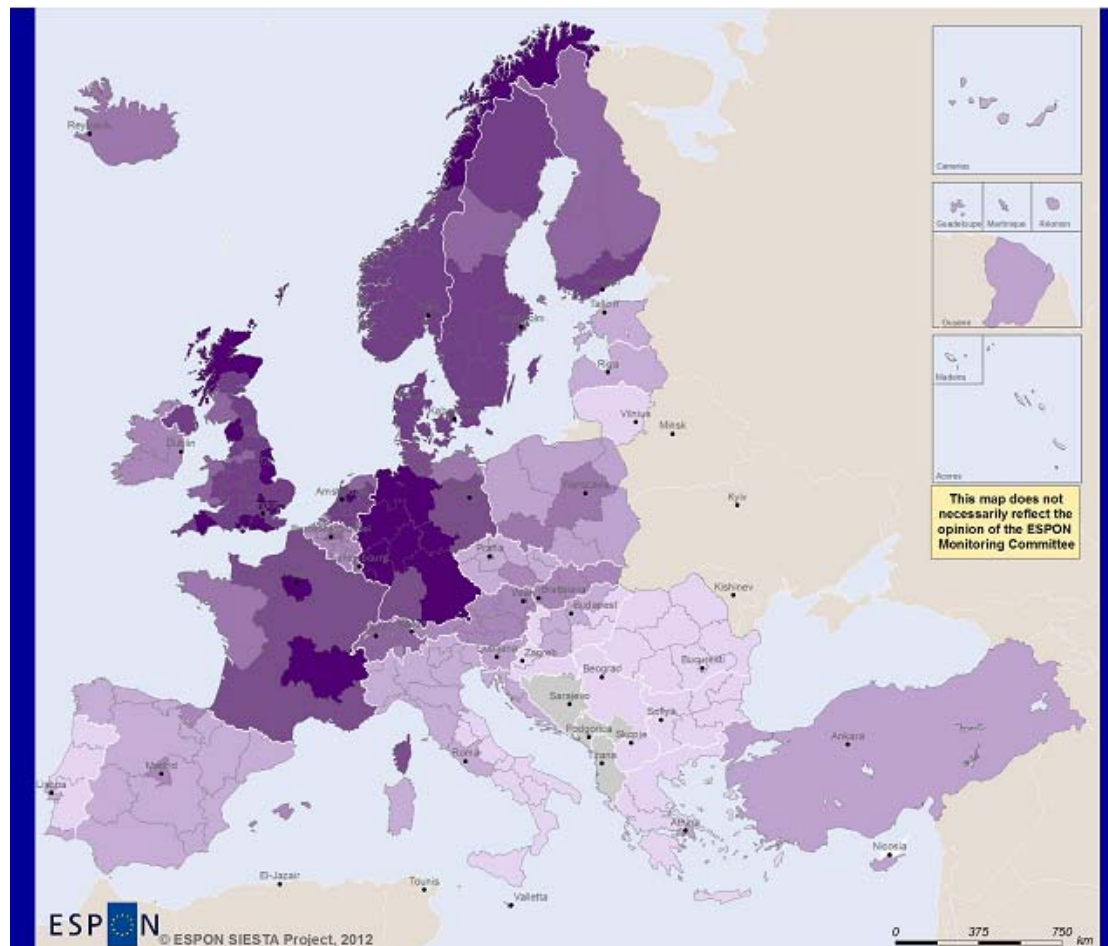 Reykjavik
Canarias
Guadeloupe
Martinique
Réunion
Guyane
Madeira
Acores
This map does not
necessarily reflect the
opinion of the ESPON
Monitoring Committee
Tallinn
Riga
Vilnius
Minsk
Dublin
Kyiv
Praha
Kishinev
Bratislava
Budapest
Ljubljana
Zagreb
Beograd
Bucuresti
Sarajevo
Sofiya
Podgorica
Skopje
Tirana
Roma
Madrid
Lisboa
Ankara
Athina
Nicosia
El-Jazair
Tounis
Valletta
ESPON
© ESPON SIESTA Project, 2012
0 375 750
km